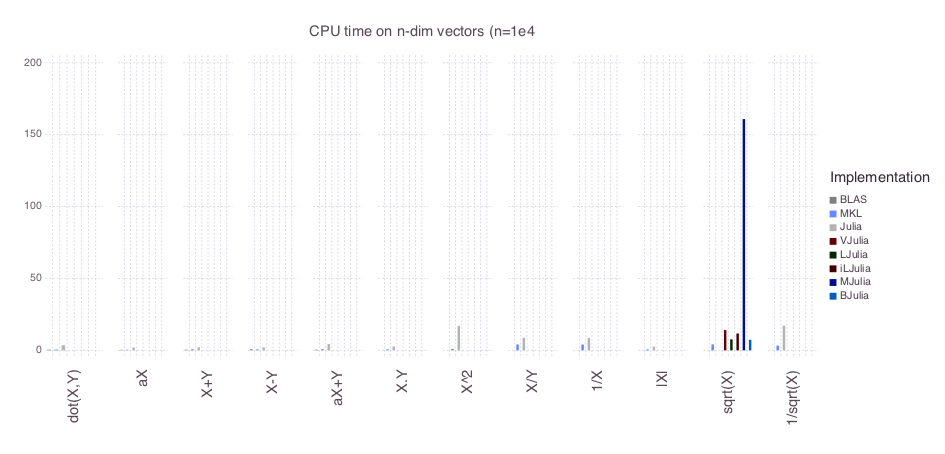 CPU time on n-dim vectors (n=1e4
200
150
100
50
0
dot(X,Y)
aX
X+Y
X-Y
aX+Y
X.Y
X^2
X/Y
1/X
|X|
sqrt(X)
1/sqrt(X)
Implementation
BLAS
MKL
Julia
VJulia
LJulia
iLJulia
MJulia
BJulia